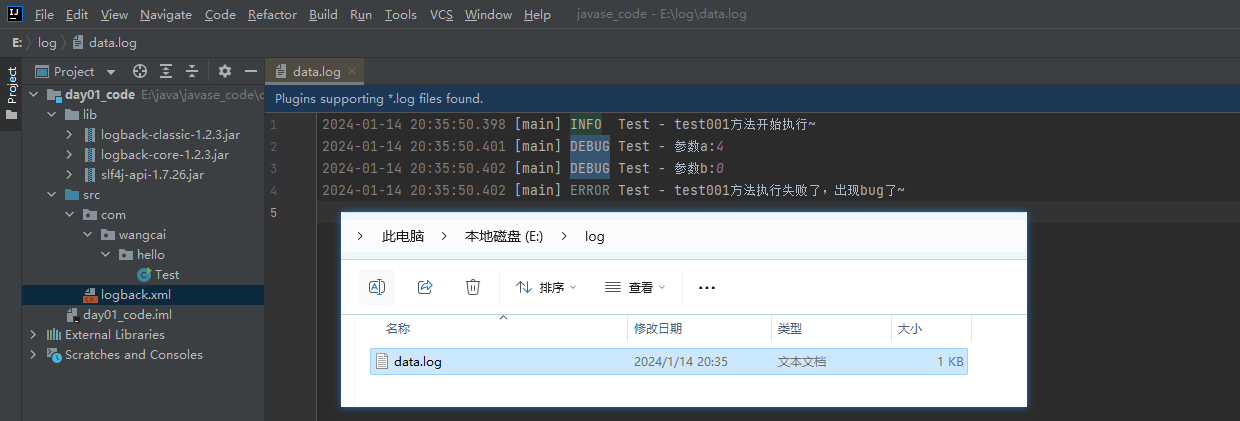 File Edit View Navigate Code Refactor Build Run Tools VCS Window Help javase_code - E:\log\data.log
E: log data.log
Project
Project
data.log
day01_code E:\java\javase_code\d
lib
logback-classic-1.2.3.jar
logback-core-1.2.3.jar
slf4j-api-1.7.26.jar
src
com
wangcai
hello
Test
logback.xml
day01_code.iml
External Libraries
Scratches and Consoles
Plugins supporting *.log files found.
1 2024-01-14 20:35:50.398 [main] INFO  Test - test001方法开始执行~
2 2024-01-14 20:35:50.401 [main] DEBUG Test - 参数a:4
3 2024-01-14 20:35:50.402 [main] DEBUG Test - 参数b:0
4 2024-01-14 20:35:50.402 [main] ERROR Test - test001方法执行失败了，出现bug了~
5
此电脑 本地磁盘 (E:) log
排序 查看 ...
名称 修改日期 类型 大小
data.log 2024/1/14 20:35 文本文档 1 KB